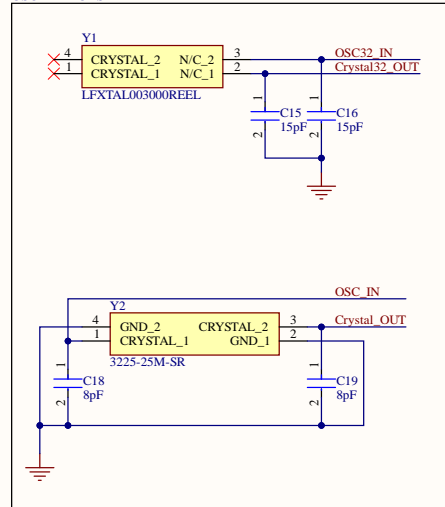 Y1
4 CRYSTAL_2 N/C_2 3 OSC32_IN
1 CRYSTAL_1 N/C_1 2 Crystal32_OUT
LFXTAL003000REEL
1 1
C15 C16
15pF 15pF
2 2
OSC_IN
Y2
4 GND_2 CRYSTAL_2 3 Crystal_OUT
1 CRYSTAL_1 GND_1 2
3225-25M-SR
1 1
C18 C19
8pF 8pF
2 2